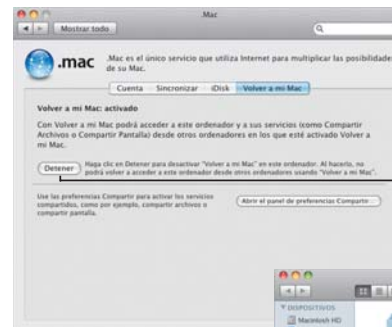 .Mac
Mostrar todo
.mac
.Mac es el único servicio que utiliza Internet para multiplicar las posibilidades
de su Mac.
Cuenta Sincronizar iDisk Volver a mi Mac
Volver a mi Mac: activado
Con Volver a mi Mac podrá acceder a este ordenador y a sus servicios (como Compartir
Archivos o Compartir Pantalla) desde otros ordenadores en los que esté activado Volver a
mi Mac.
Detener
Haga clic en Detener para desactivar "Volver a mi Mac" en este ordenador. Al hacerlo, no
podrá volver a acceder a este ordenador desde otros ordenadores usando "Volver a mi Mac".
Use las preferencias Compartir para activar los servicios
compartidos, como por ejemplo, compartir archivos o
compartir pantalla.
Abrir el panel de preferencias Compartir...
DISPOSITIVOS
Macintosh HD